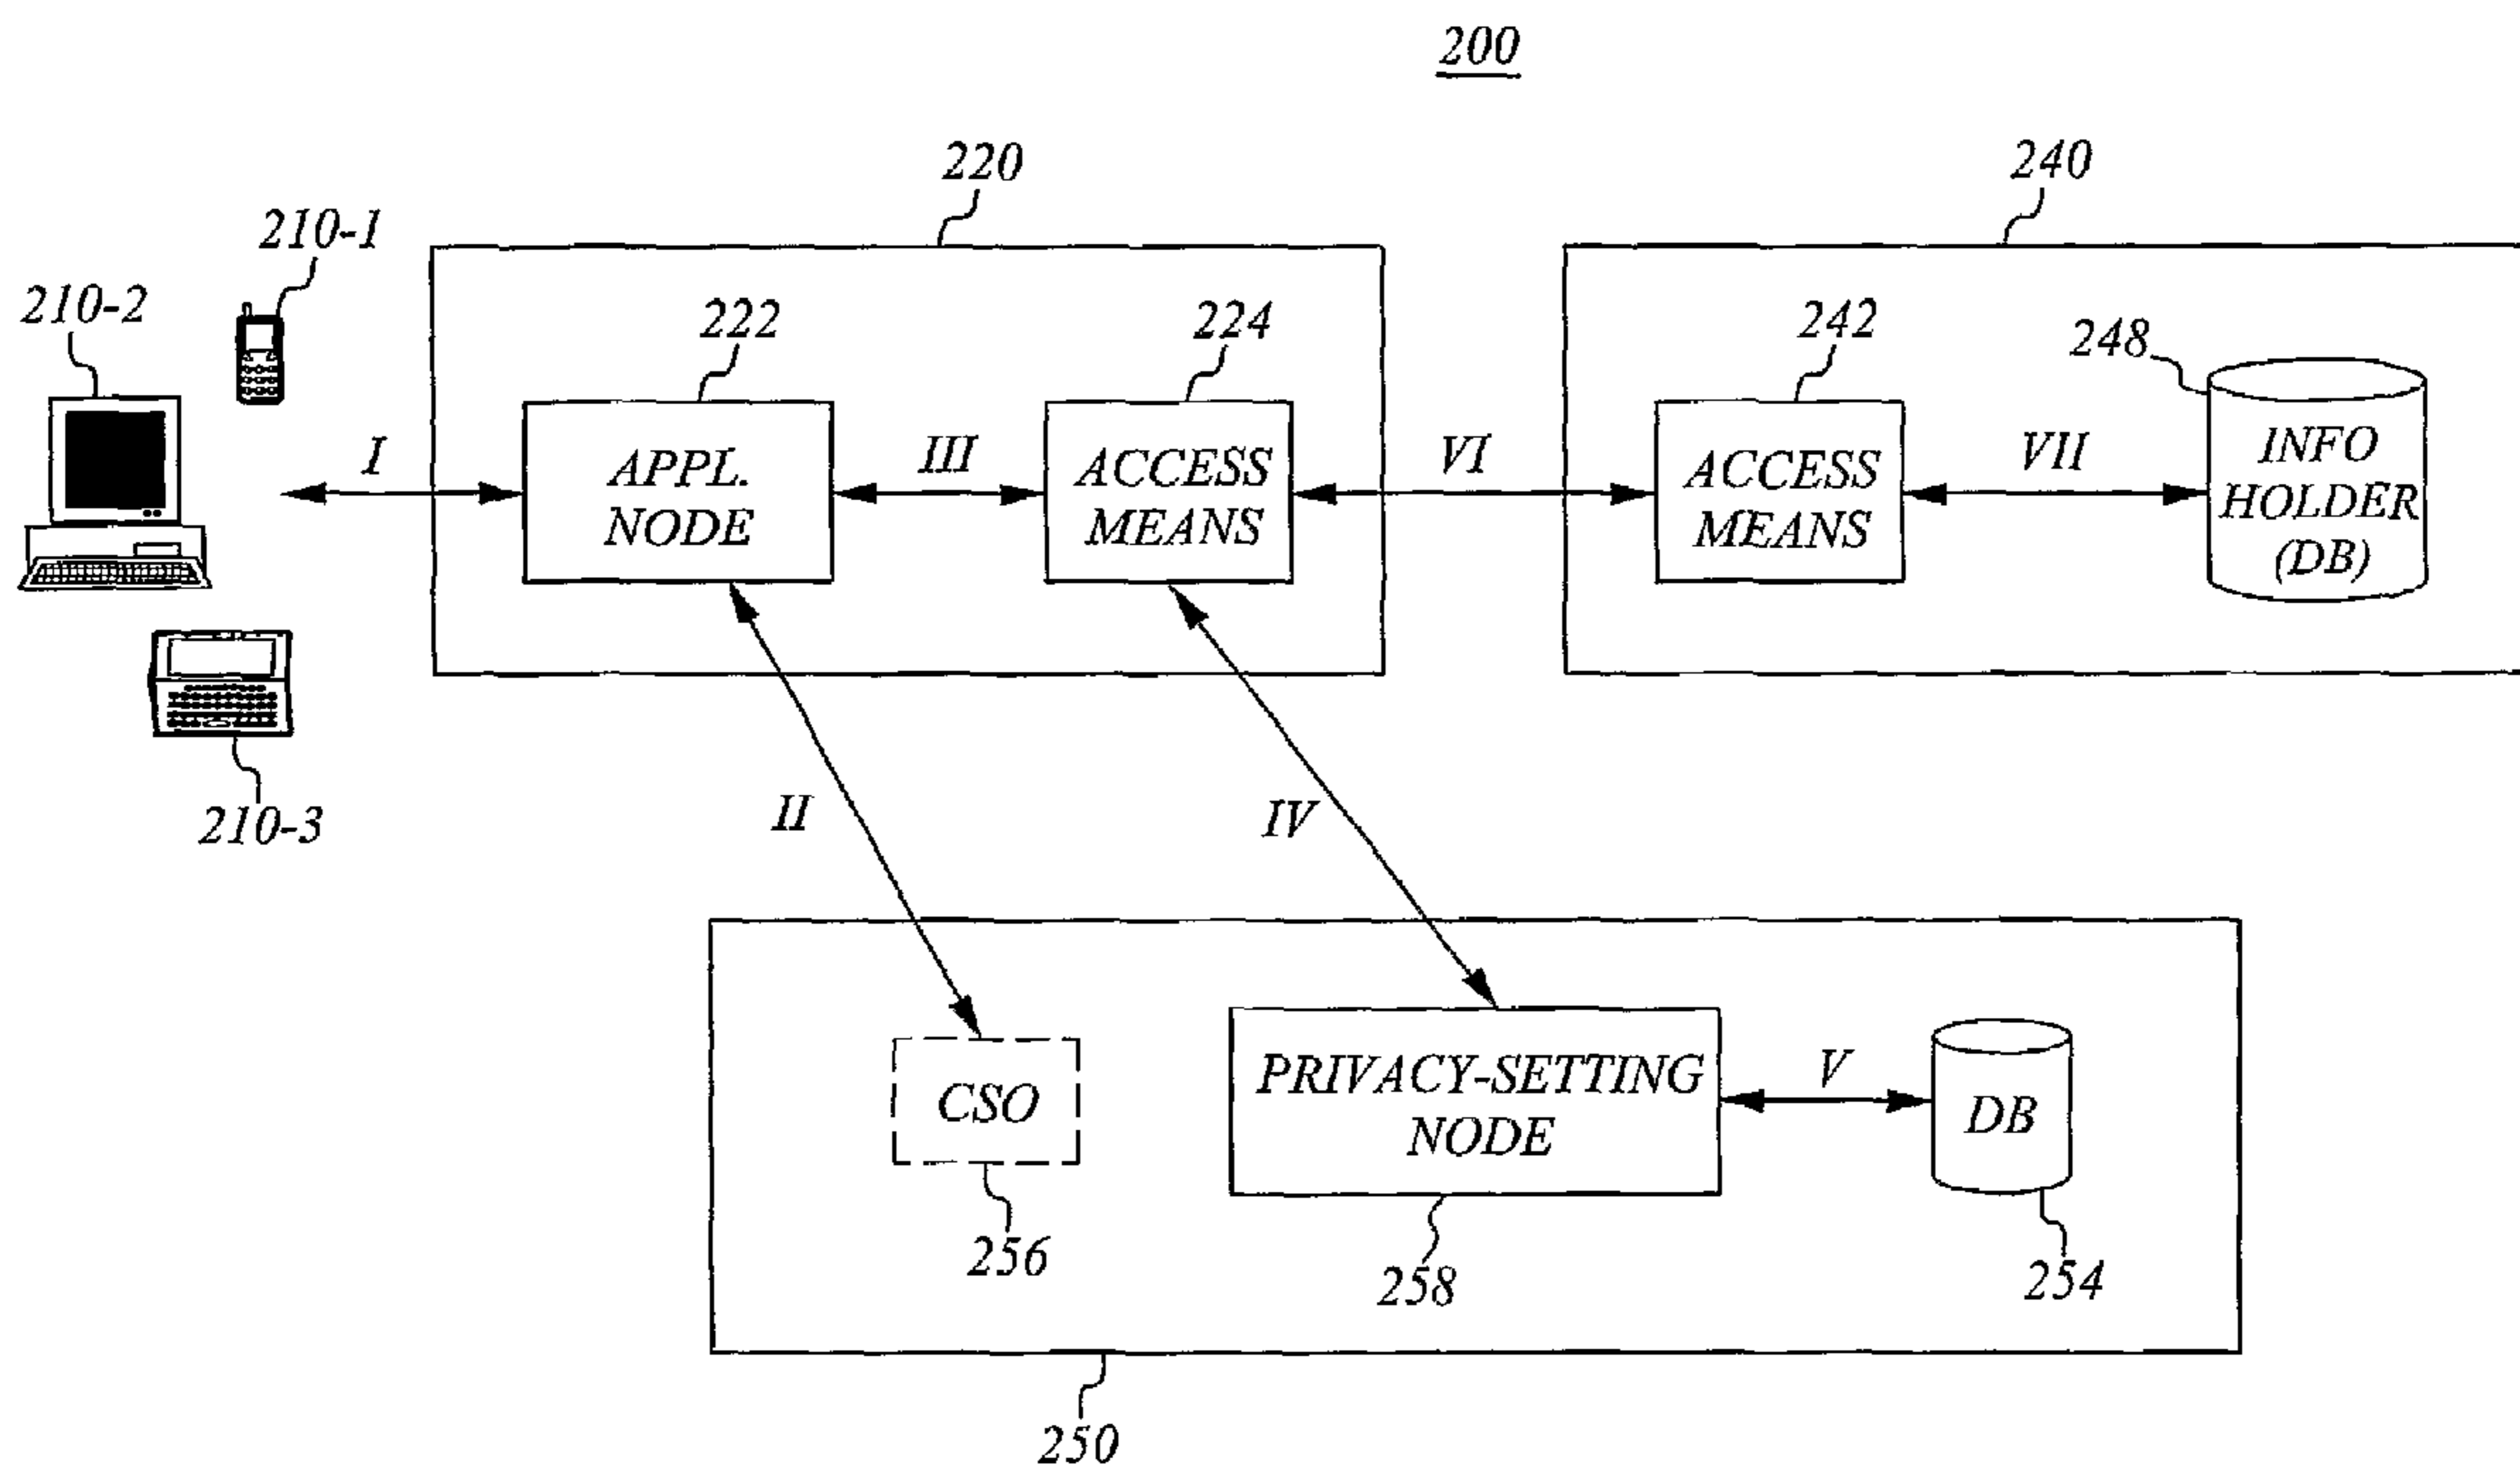 200
220
240
210-1
210-2
222
224
242
248
I
APPL.
NODE
III
ACCESS
MEANS
VI
ACCESS
MEANS
VII
INFO
HOLDER
(DB)
210-3
II
IV
CSO
PRIVACY-SETTING
NODE
V
DB
256
258
254
250